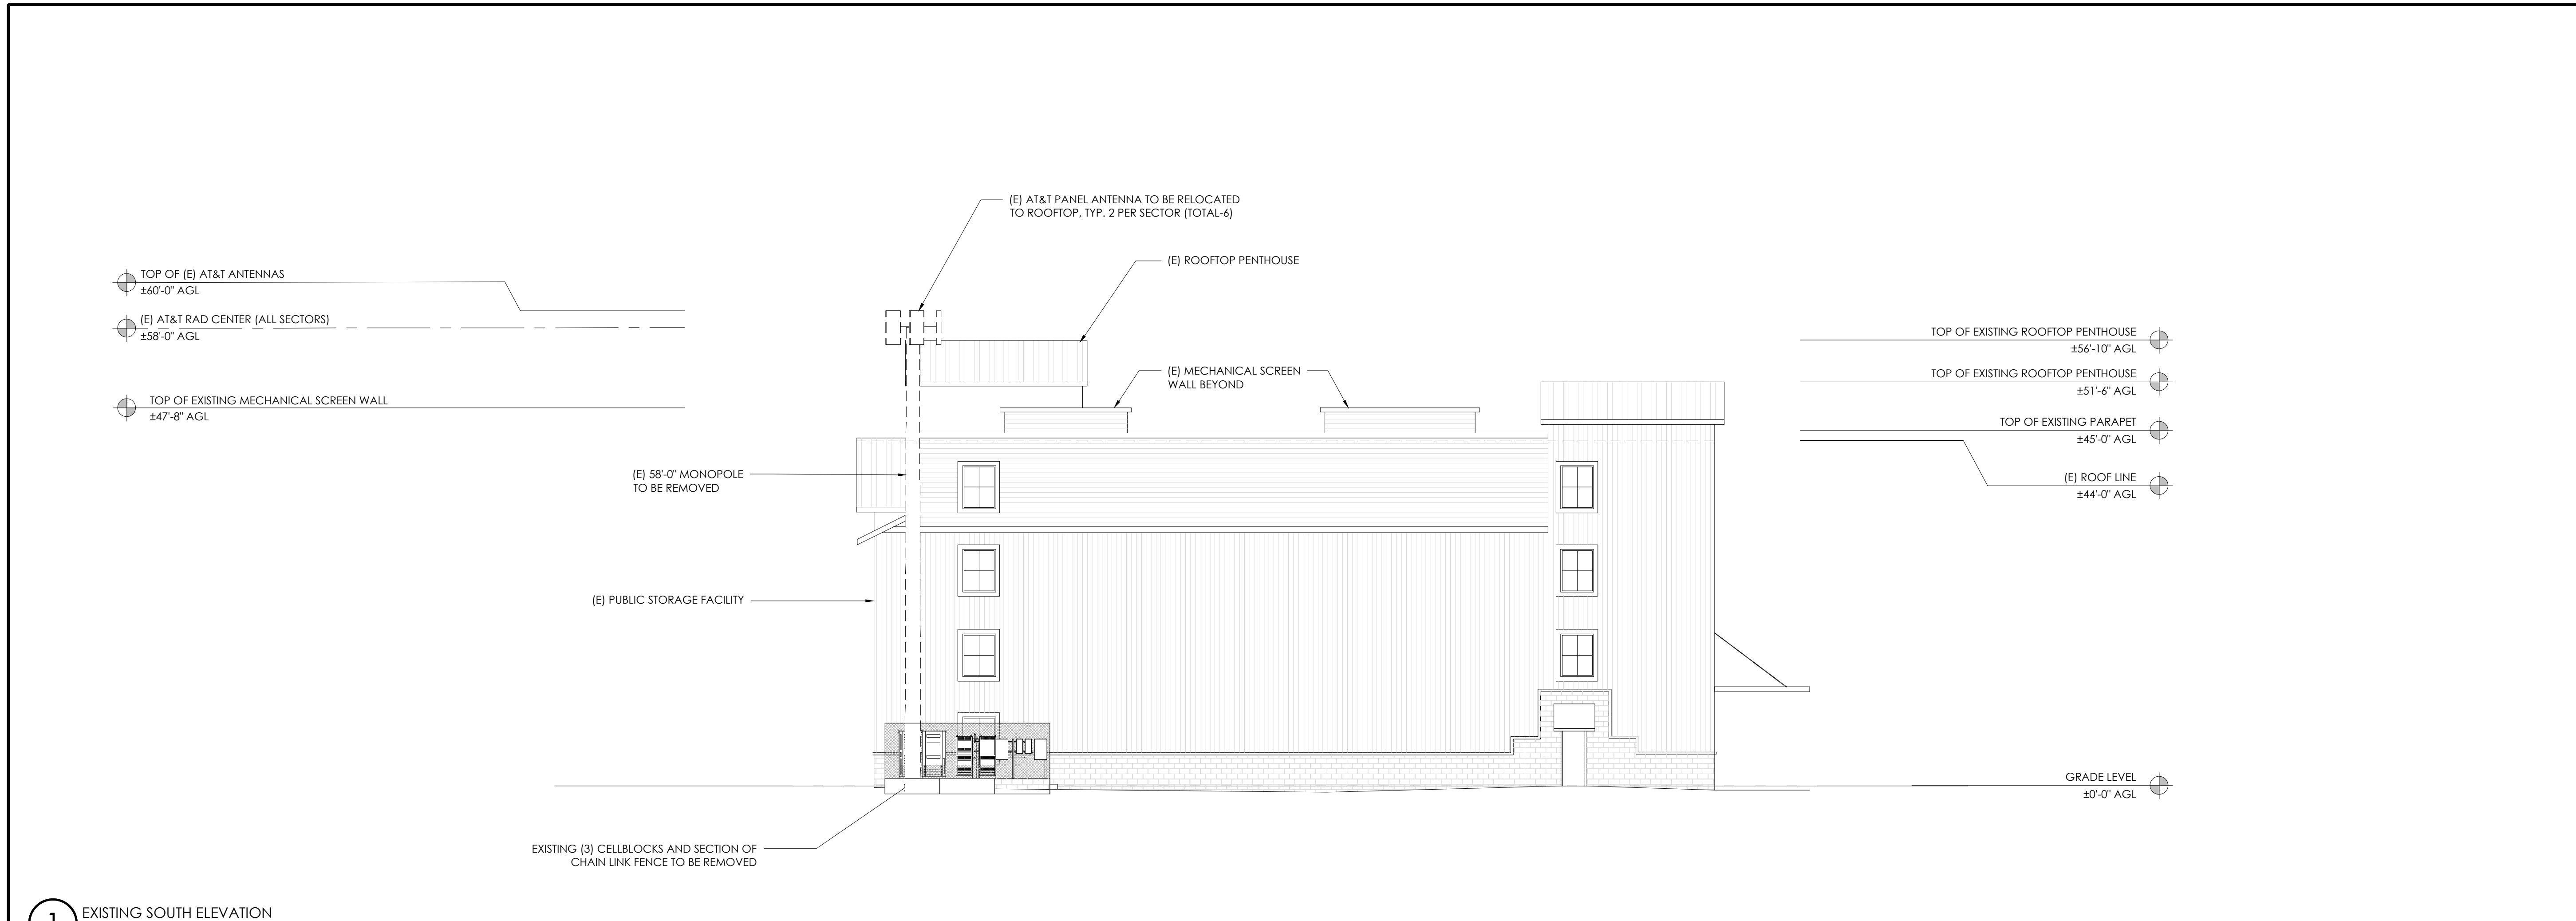 (E) AT&T PANEL ANTENNA TO BE RELOCATED
TO ROOFTOP, TYP. 2 PER SECTOR (TOTAL-6)
(E) ROOFTOP PENTHOUSE
TOP OF (E) AT&T ANTENNAS
±60'-0" AGL
(E) AT&T RAD CENTER (ALL SECTORS)
±58'-0" AGL
TOP OF EXISTING MECHANICAL SCREEN WALL
±47'-8" AGL
(E) MECHANICAL SCREEN
WALL BEYOND
TOP OF EXISTING ROOFTOP PENTHOUSE
±56'-10" AGL
TOP OF EXISTING ROOFTOP PENTHOUSE
±51'-6" AGL
TOP OF EXISTING PARAPET
±45'-0" AGL
(E) ROOF LINE
±44'-0" AGL
(E) 58'-0" MONOPOLE
TO BE REMOVED
(E) PUBLIC STORAGE FACILITY
GRADE LEVEL
±0'-0" AGL
EXISTING (3) CELLBLOCKS AND SECTION OF
CHAIN LINK FENCE TO BE REMOVED
1
EXISTING SOUTH ELEVATION